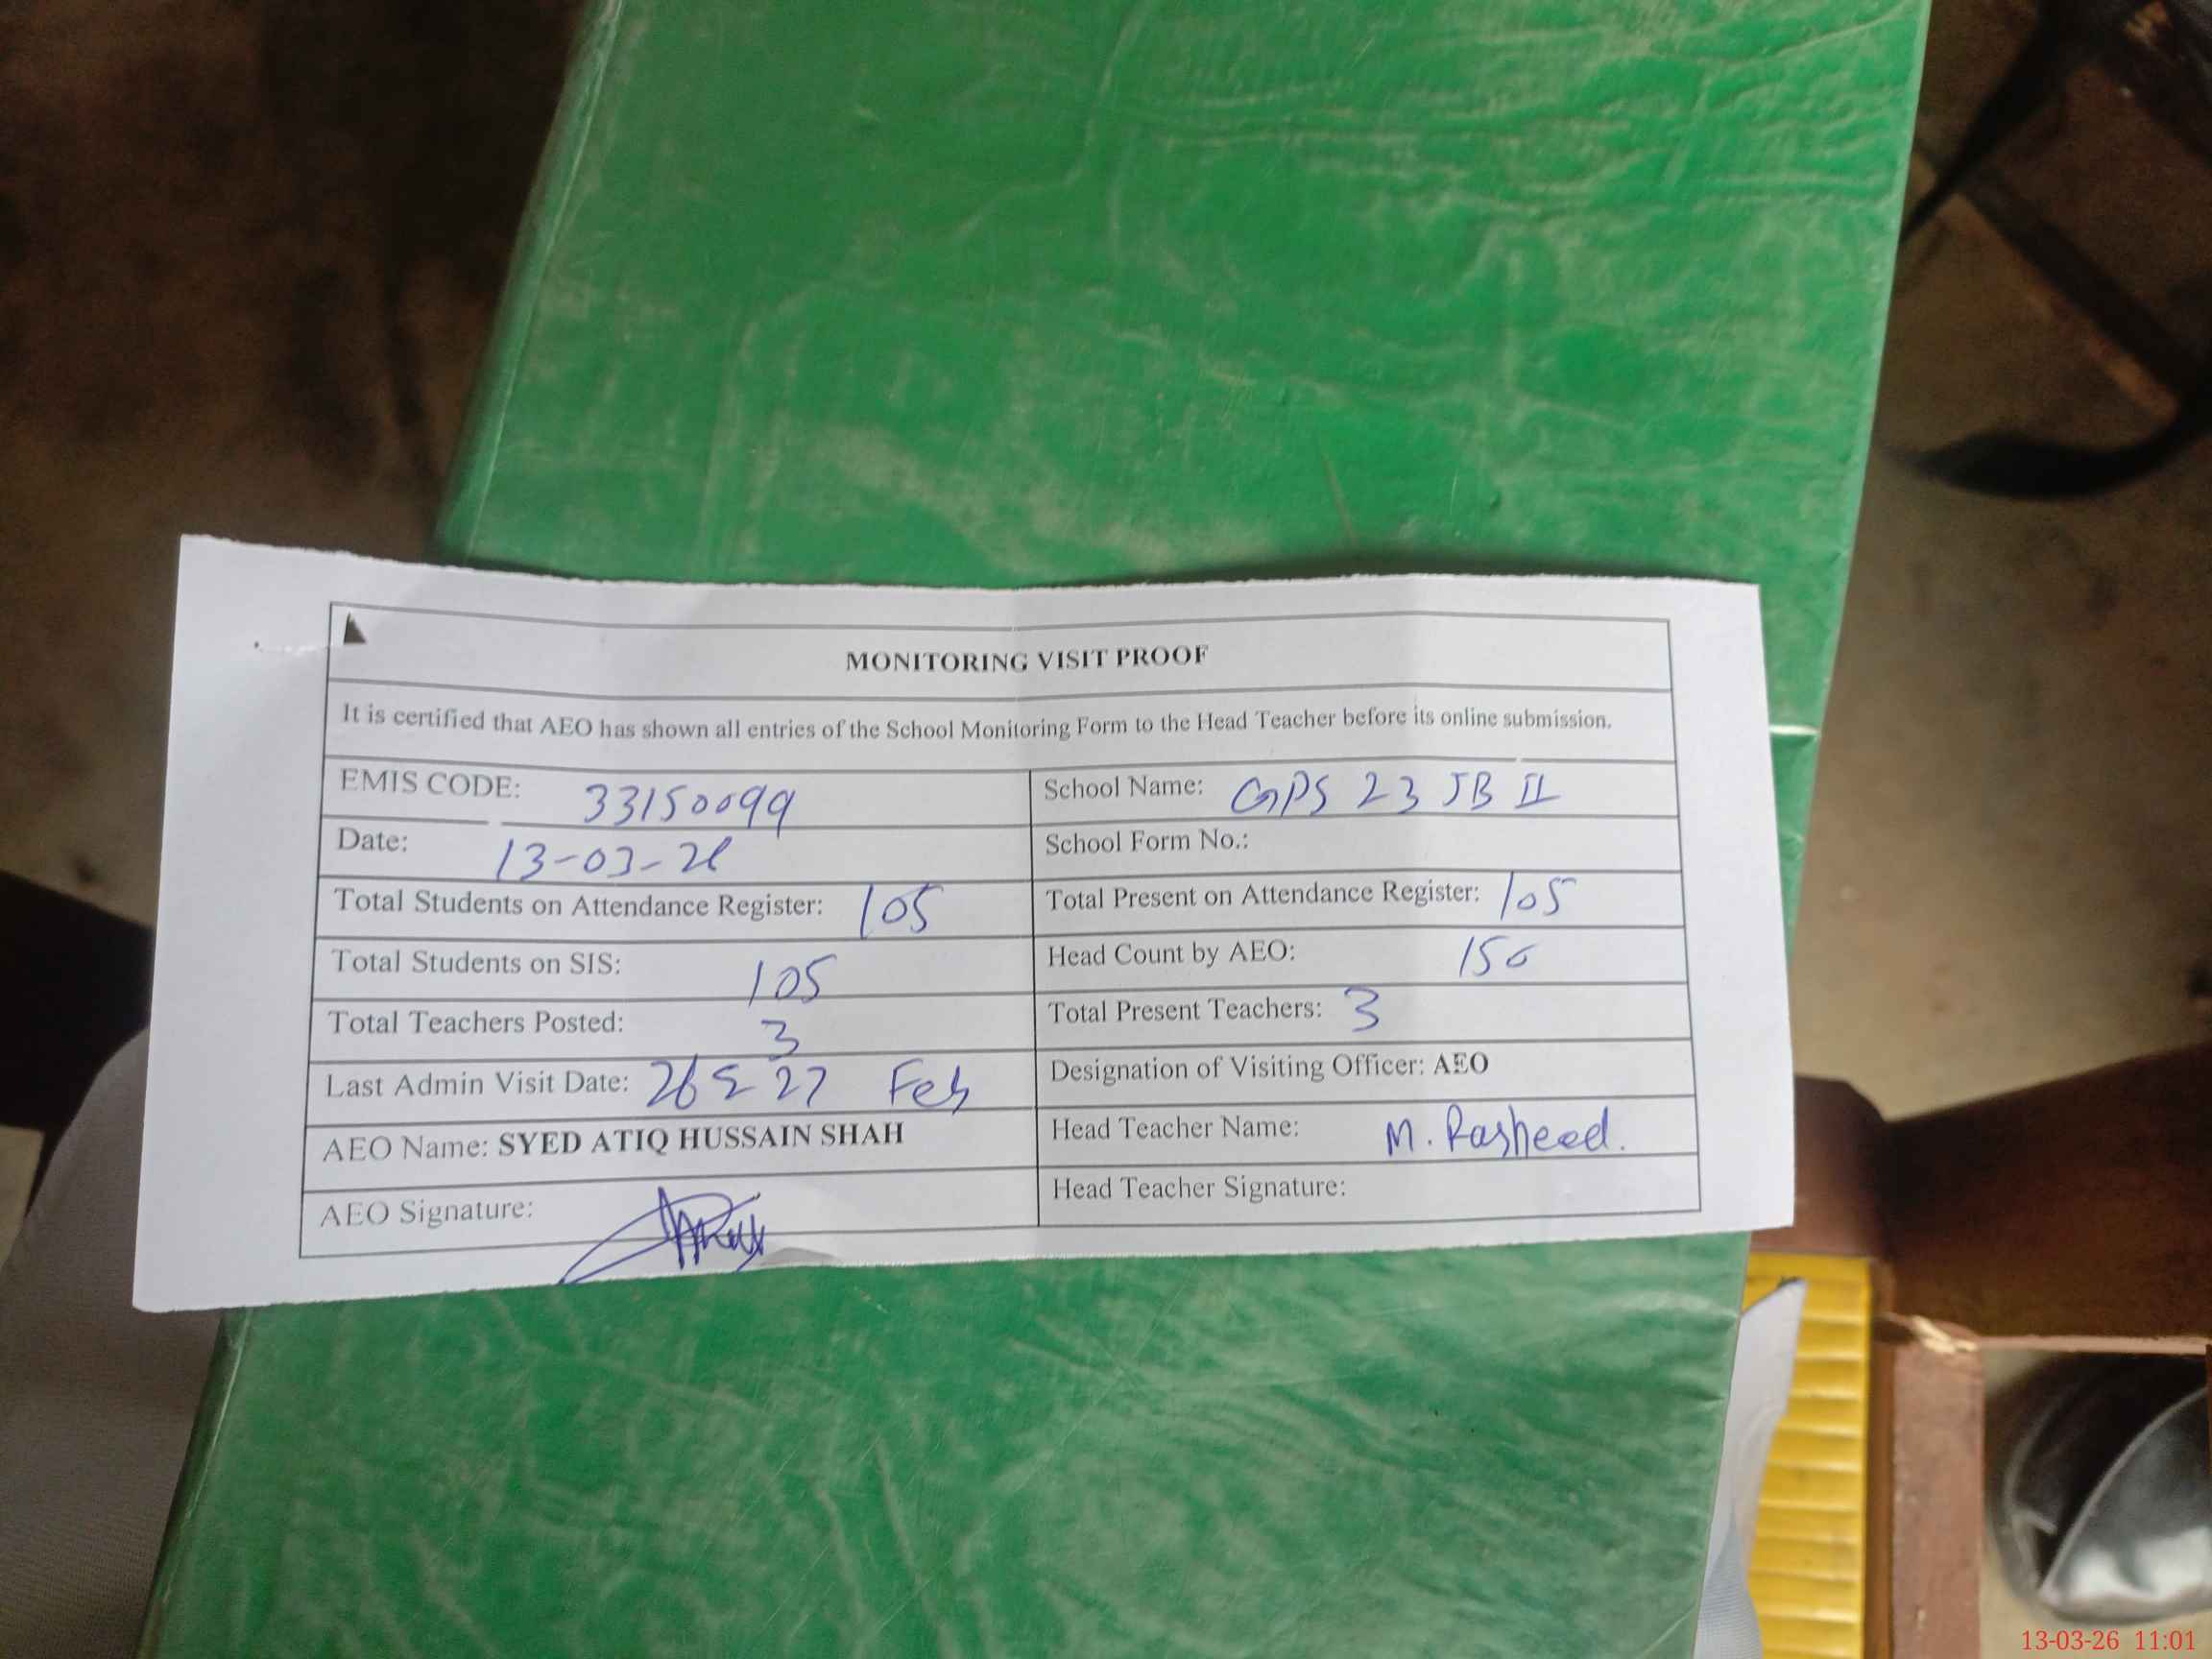 MONITORING VISIT PROOF
It is certified that AEO has shown all entries of the School Monitoring Form to the Head Teacher before its online submission.
EMIS CODE: 33150099
School Name: GPS 23 JB II
Date: 13-03-26
School Form No.:
Total Students on Attendance Register: 105
Total Present on Attendance Register: 105
Total Students on SIS: 105
Head Count by AEO: 150
Total Teachers Posted: 3
Total Present Teachers: 3
Last Admin Visit Date: 26 & 27 Feb
Designation of Visiting Officer: AEO
AEO Name: SYED ATIQ HUSSAIN SHAH
Head Teacher Name: M. Rasheed.
AEO Signature:
Head Teacher Signature:
13-03-26 11:01